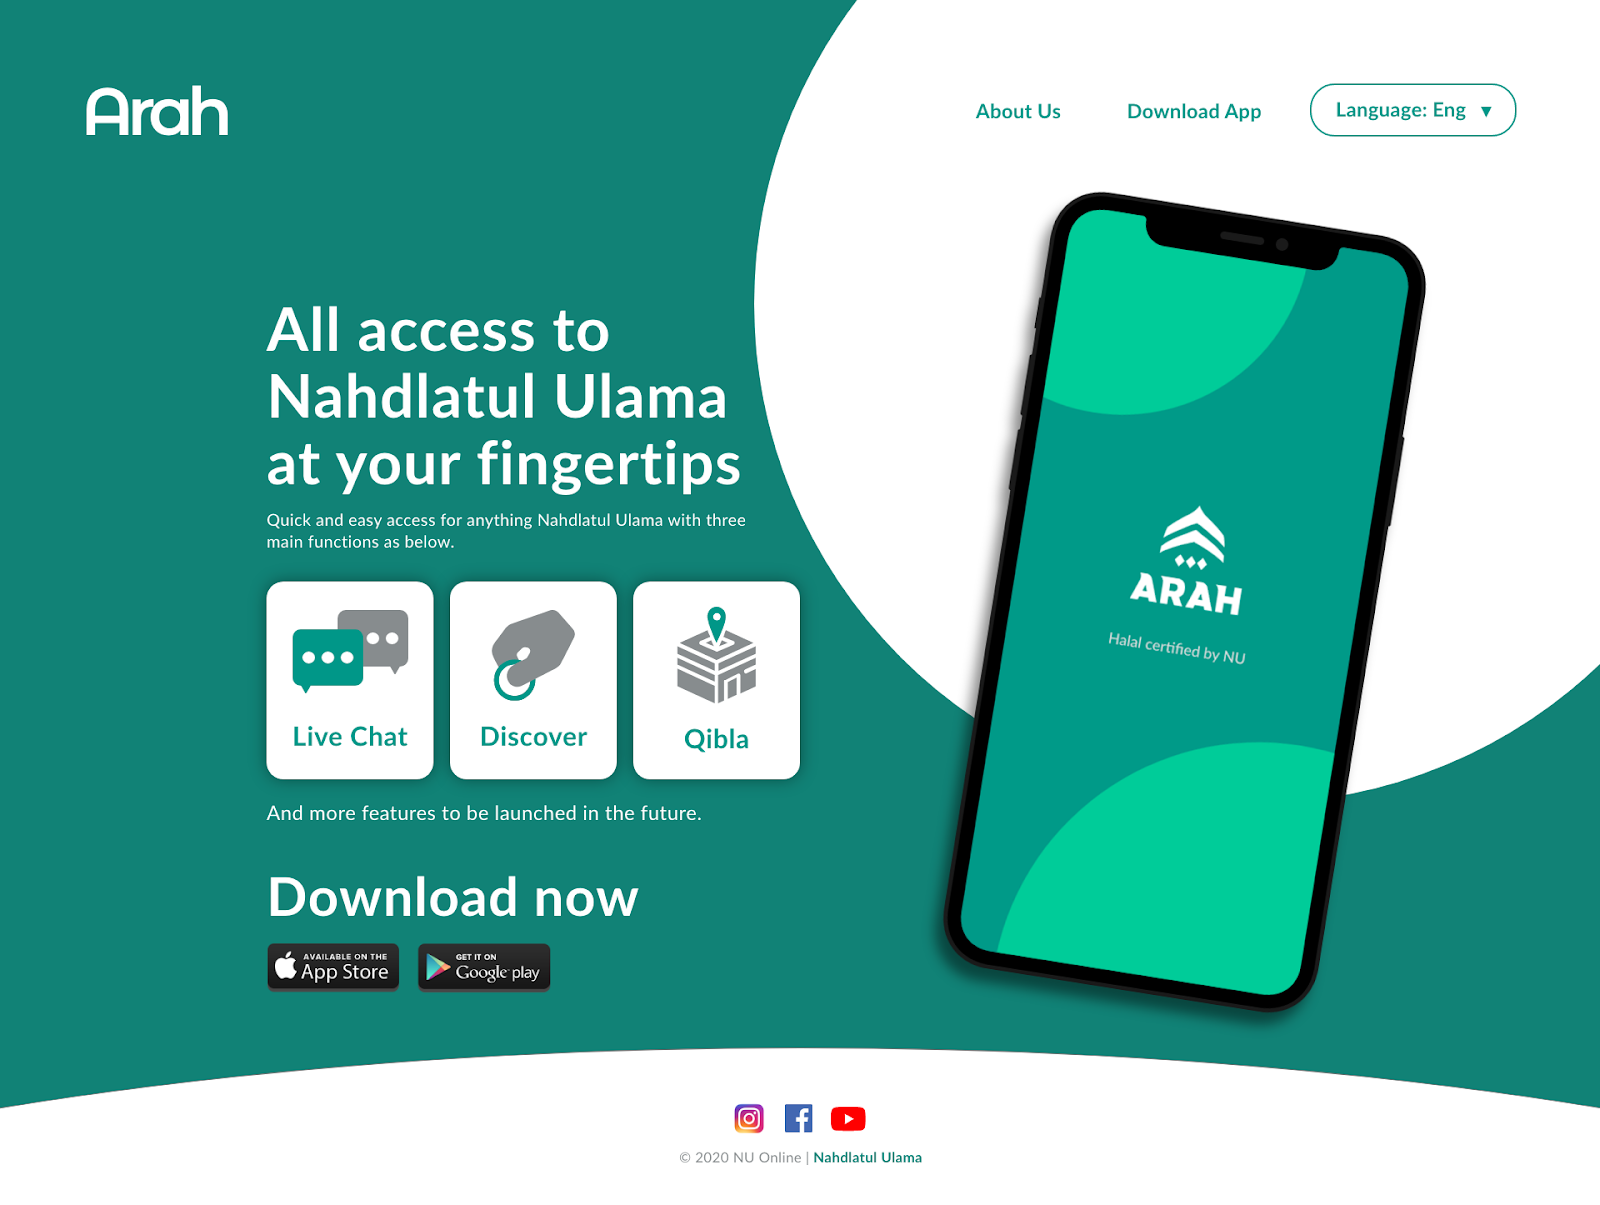 Arah
About Us
Download App
Language: Eng ▼
All access to
Nahdlatul Ulama
at your fingertips
Quick and easy access for anything Nahdlatul Ulama with three
main functions as below.
Live Chat
Discover
Qibla
And more features to be launched in the future.
Download now
AVAILABLE ON THE
App Store
GET IT ON
Google play
ARAH
Halal certified by NU
© 2020 NU Online | Nahdlatul Ulama